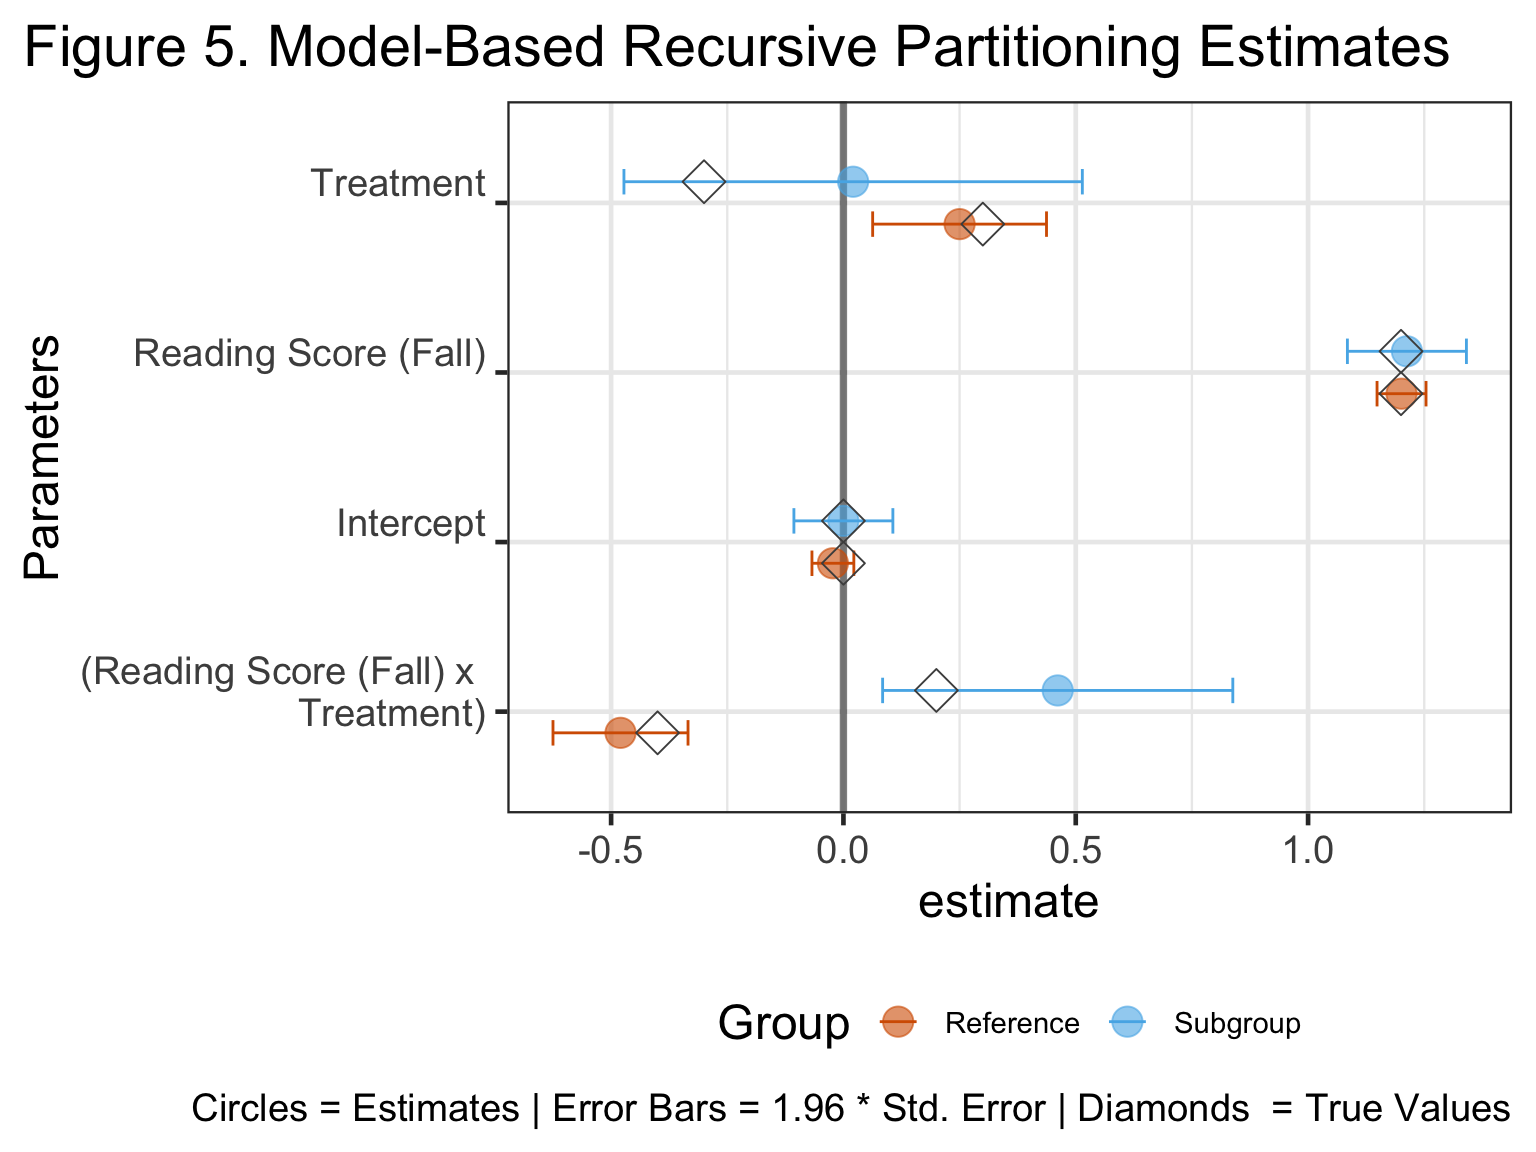 Figure 5. Model-Based Recursive Partitioning Estimates
Parameters
Treatment
Reading Score (Fall)
Intercept
(Reading Score (Fall) x
Treatment)
-0.5 0.0 0.5 1.0
estimate
Group Reference Subgroup
Circles = Estimates | Error Bars = 1.96 * Std. Error | Diamonds  = True Values